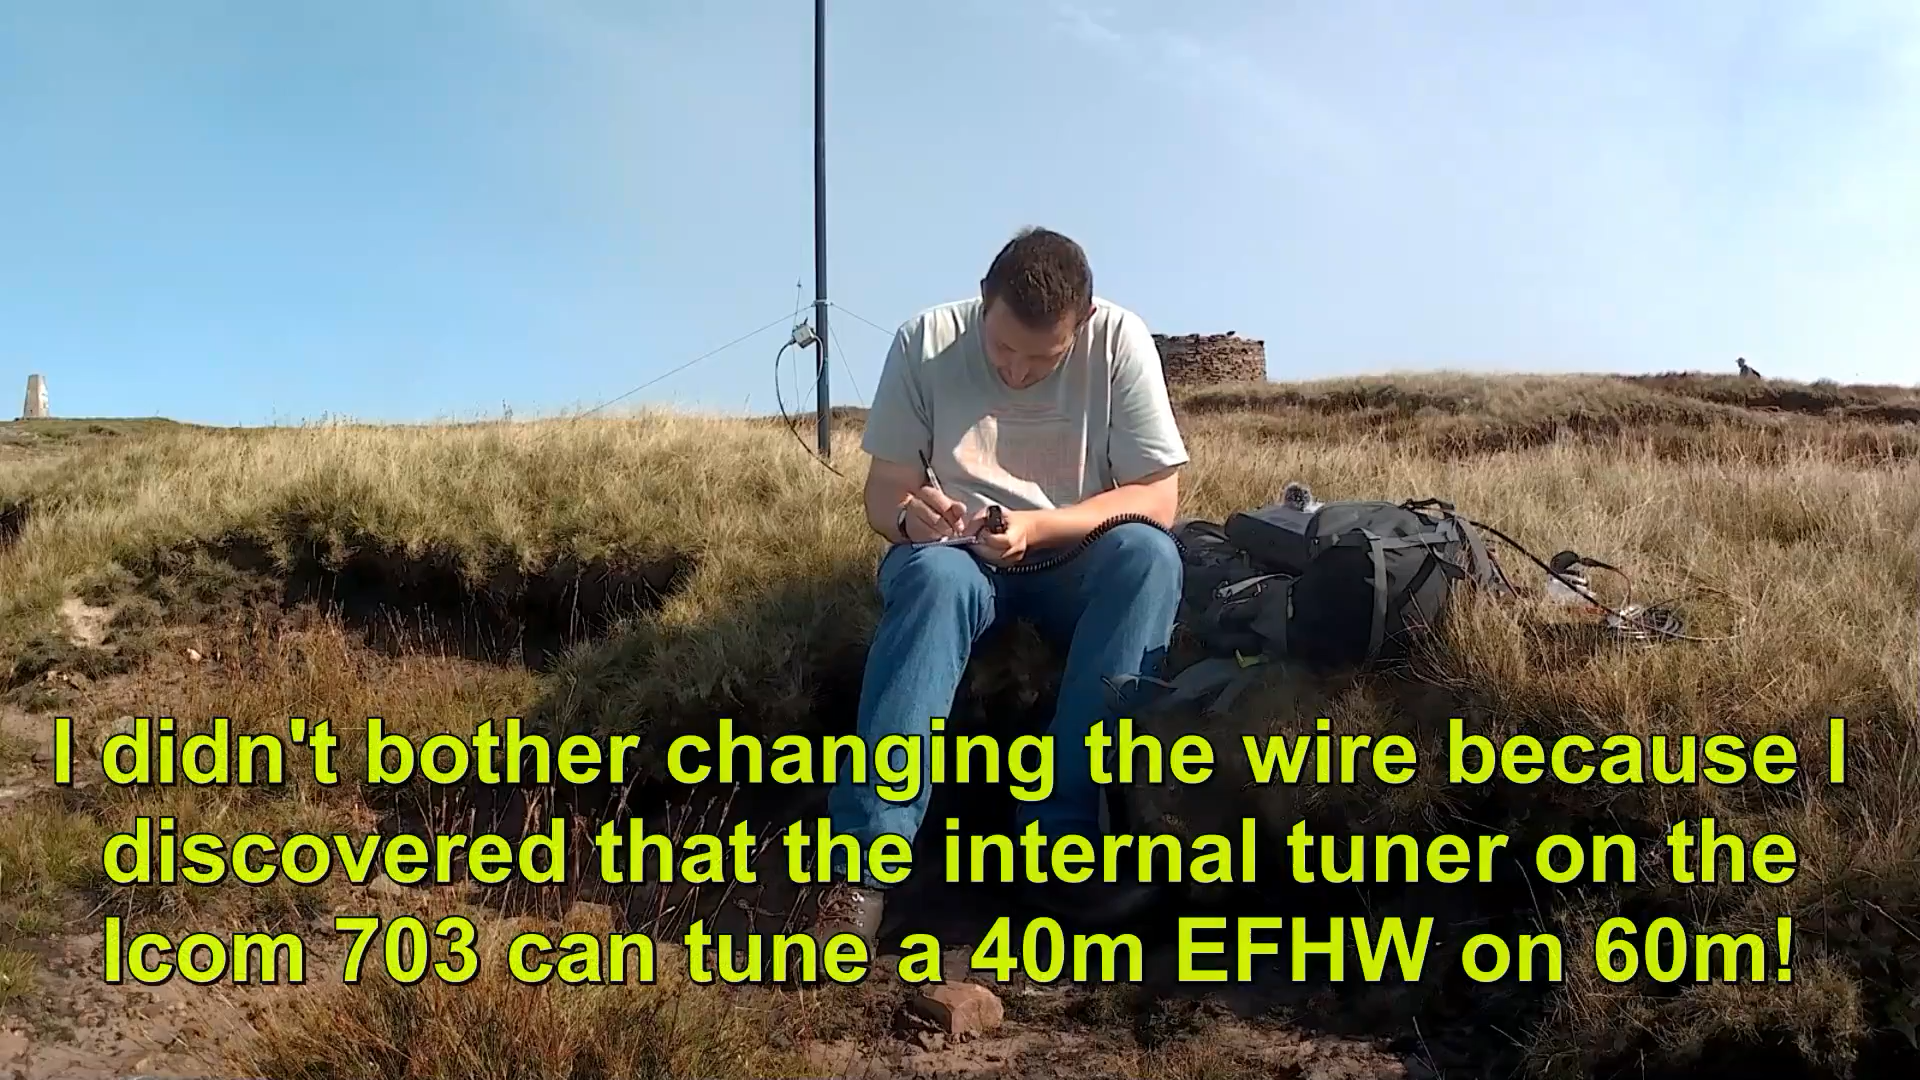 I didn't bother changing the wire because I
discovered that the internal tuner on the
Icom 703 can tune a 40m EFHW on 60m!